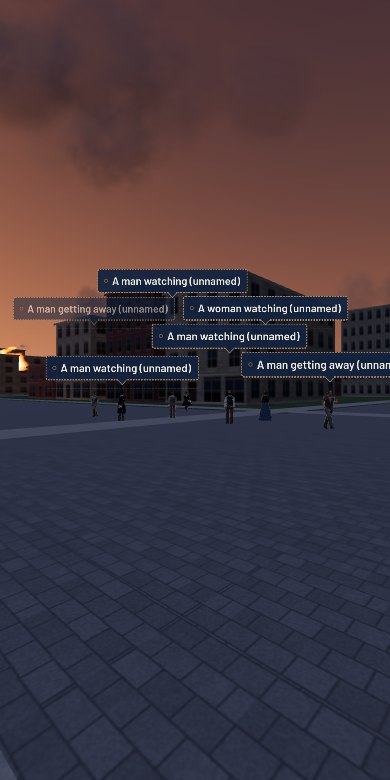 A man watching (unnamed)
A man getting away (unnamed)
A woman watching (unnamed)
A man watching (unnamed)
A man watching (unnamed)
A man getting away (unnan